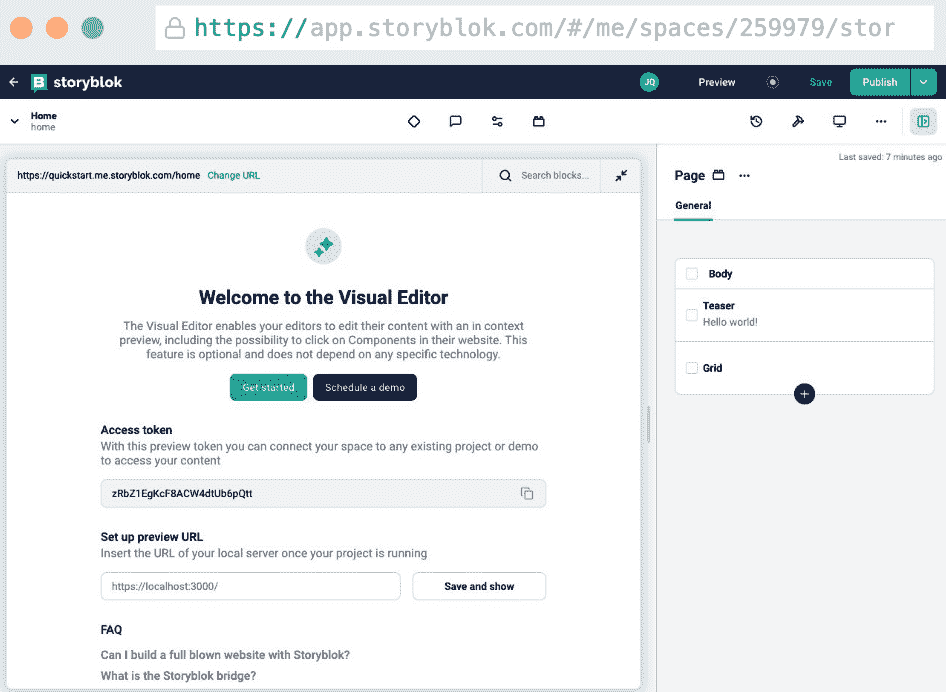 https://app.storyblok.com/#/me/spaces/259979/stor
storyblok
JQ
Preview
Save
Publish
Home
home
Last saved: 7 minutes ago
https://quickstart.me.storyblok.com/home Change URL
Search blocks...
Page
General
Welcome to the Visual Editor
The Visual Editor enables your editors to edit their content with an in context
preview, including the possibility to click on Components in their website. This
feature is optional and does not depend on any specific technology.
Get started
Schedule a demo
Access token
With this preview token you can connect your space to any existing project or demo
to access your content
zRbZ1EgKcF8ACW4dtUb6pQtt
Set up preview URL
Insert the URL of your local server once your project is running
https://localhost:3000/
Save and show
FAQ
Can I build a full blown website with Storyblok?
What is the Storyblok bridge?
Body
Teaser
Hello world!
Grid